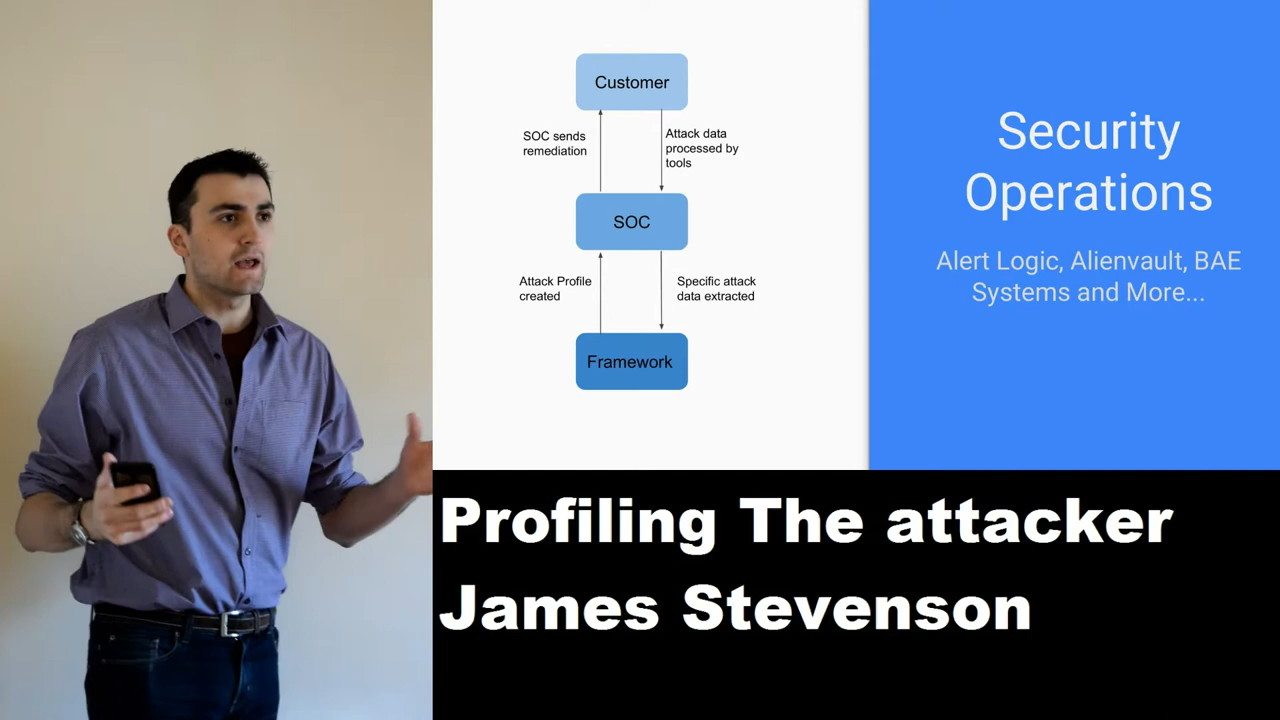 Customer
SOC sends
remediation
Attack data
processed by
tools
SOC
Attack Profile
created
Specific attack
data extracted
Framework
Security
Operations
Alert Logic, Alienvault, BAE
Systems and More...
Profiling The attacker
James Stevenson